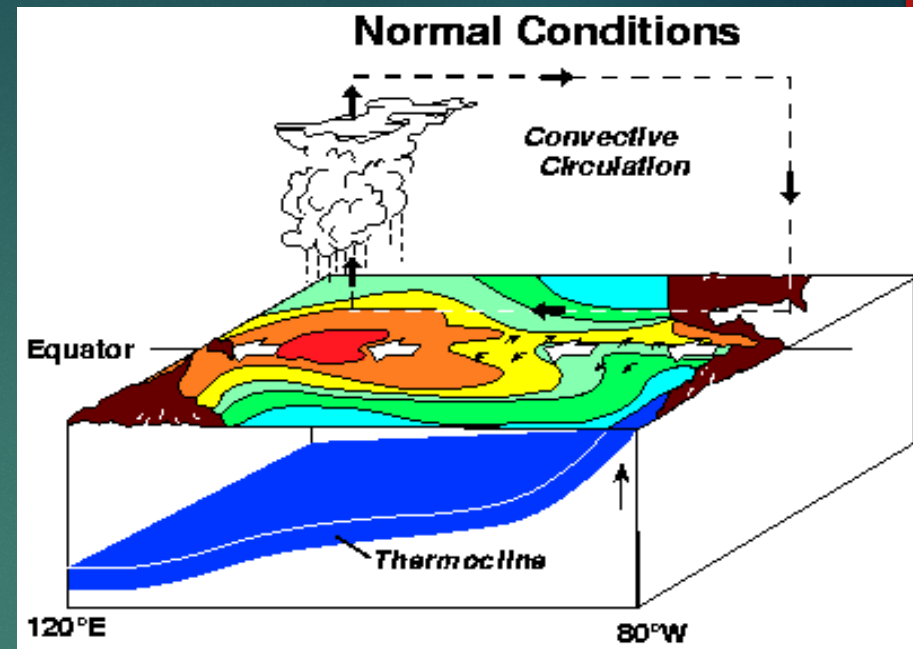 Normal Conditions
Convective
Circulation
Equator
Thermocline
120°E
80°W